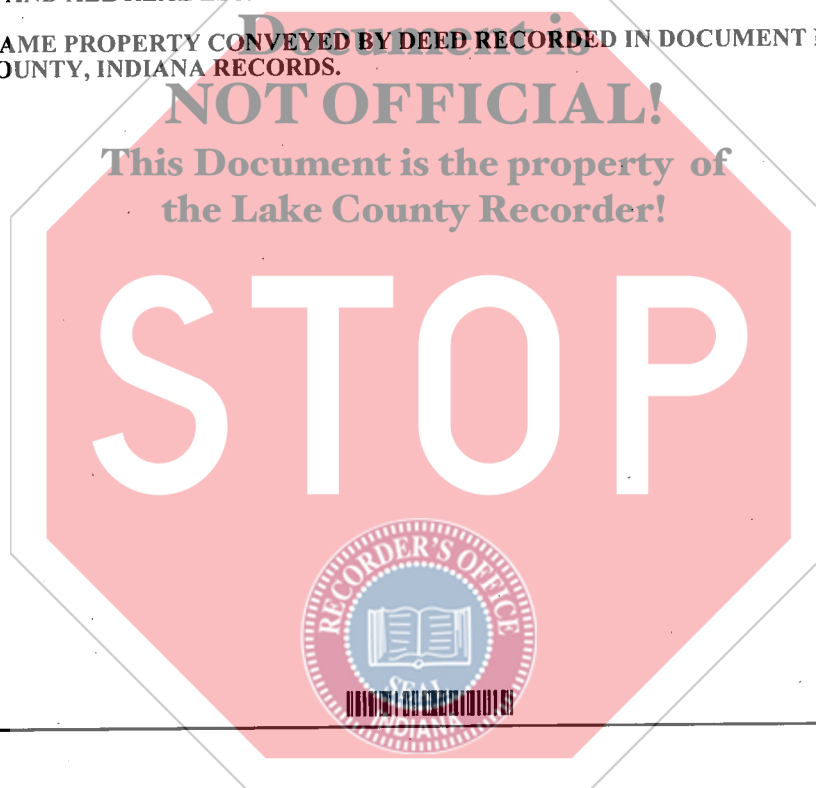 Document is
AME PROPERTY CONVEYED BY DEED RECORDED IN DOCUMENT
OUNTY, INDIANA RECORDS.
NOT OFFICIAL!
This Document is the property of
the Lake County Recorder!
STOP
RECORDER'S OFFICE
SEAL
INDIANA